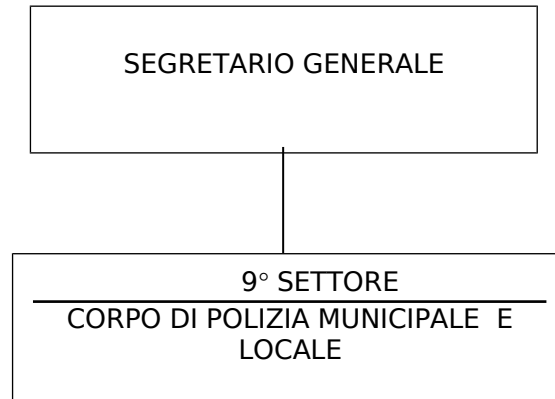 SEGRETARIO GENERALE
9° SETTORE
CORPO DI POLIZIA MUNICIPALE E
LOCALE